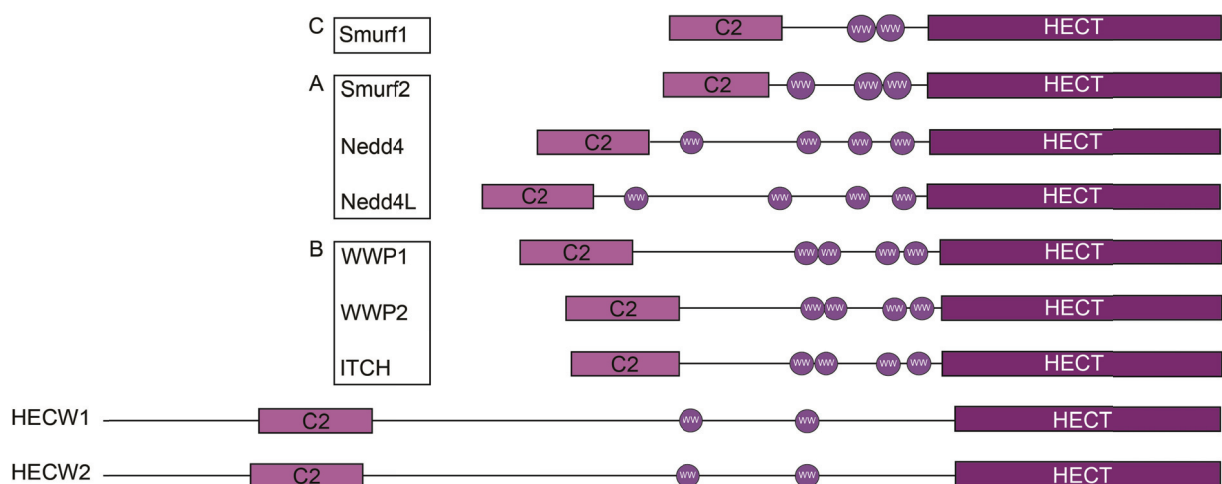 C Smurf1 C2 WW WW HECT
A Smurf2 C2 WW WW WW HECT
Nedd4 C2 WW WW WW WW HECT
Nedd4L C2 WW WW WW WW HECT
B WWP1 C2 WW WW WW WW HECT
WWP2 C2 WW WW WW WW HECT
ITCH C2 WW WW WW WW HECT
HECW1 C2 WW WW HECT
HECW2 C2 WW WW HECT